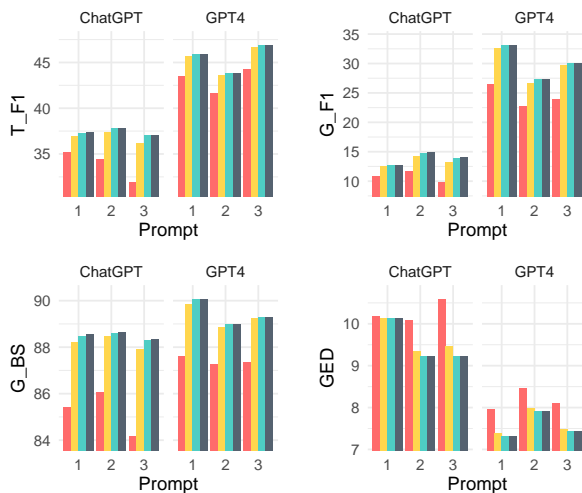 ChatGPT GPT4
T_F1
45
40
35
1 2 3 1 2 3
Prompt
ChatGPT GPT4
G_F1
35
30
25
20
15
10
1 2 3 1 2 3
Prompt
ChatGPT GPT4
G_BS
90
88
86
84
1 2 3 1 2 3
Prompt
ChatGPT GPT4
GED
10
9
8
7
1 2 3 1 2 3
Prompt